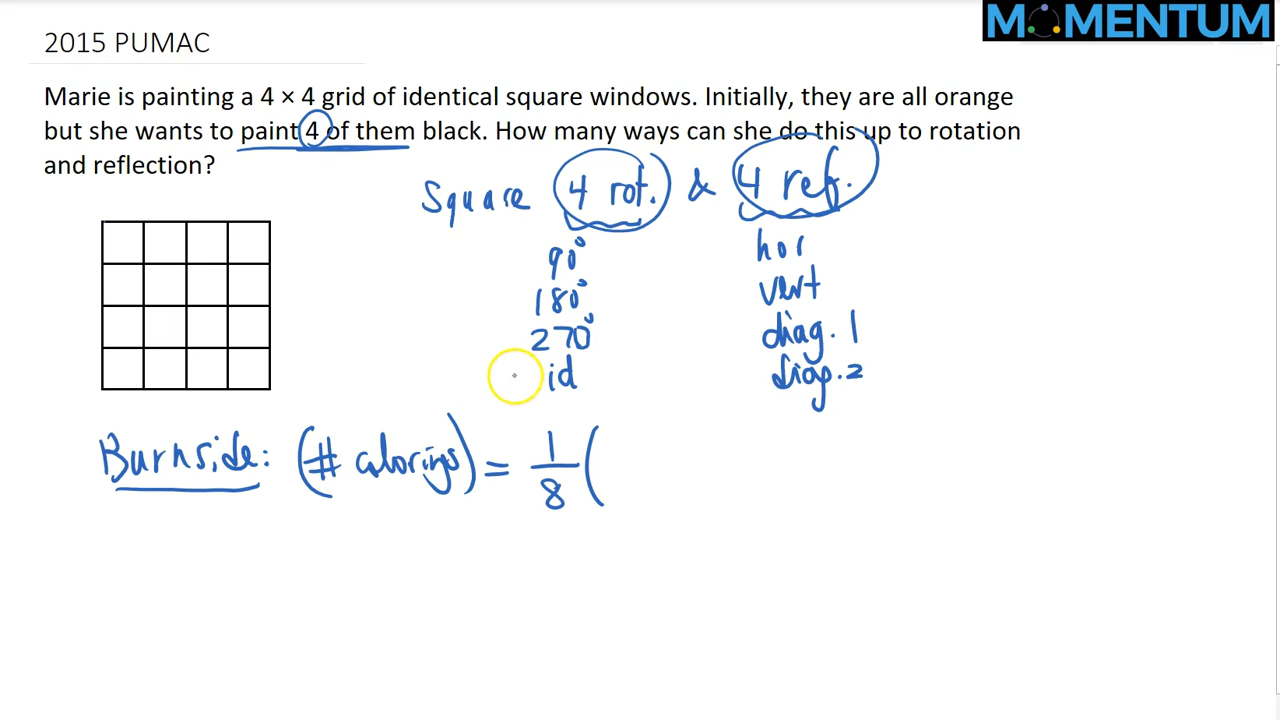 MOMENTUM
2015 PUMAC
Marie is painting a 4 × 4 grid of identical square windows. Initially, they are all orange
but she wants to paint 4 of them black. How many ways can she do this up to rotation
and reflection?
Square 4 rot. & 4 ref.
90° hor
180° vert
270° diag. 1
id diag. 2
Burnside: (# colorings) = 1/8 (